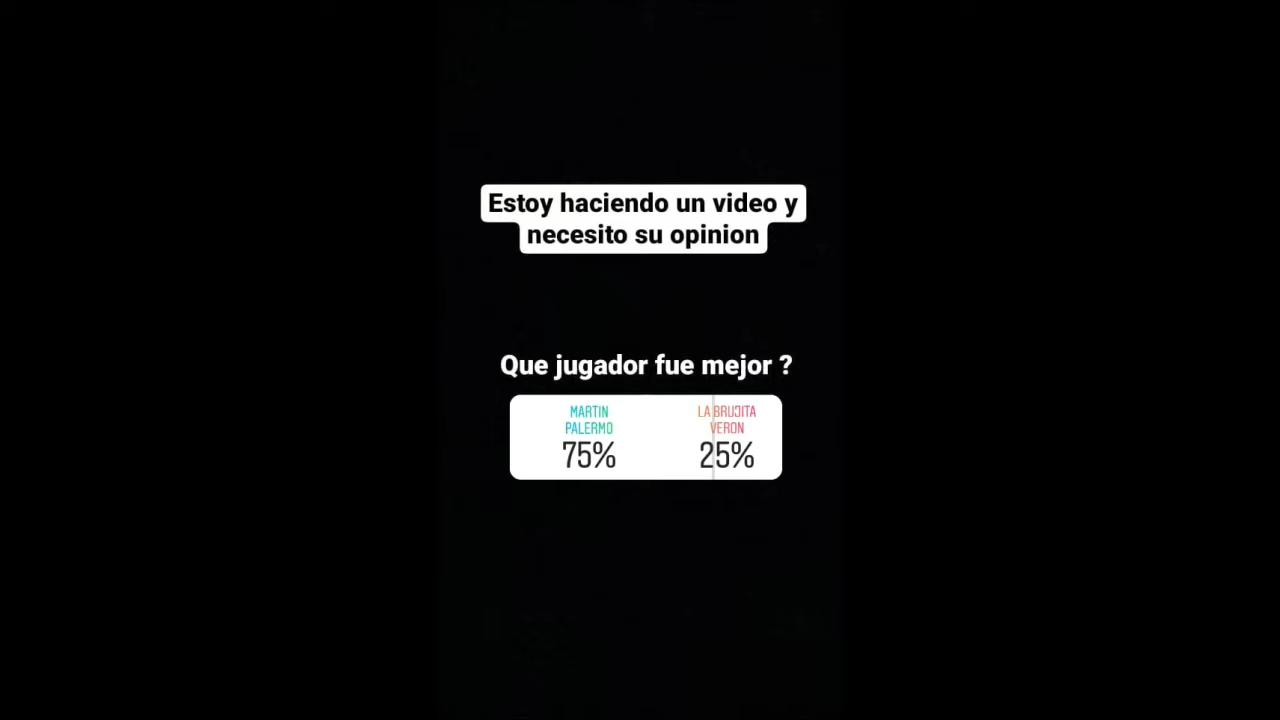 Estoy haciendo un video y
necesito su opinion
Que jugador fue mejor ?
MARTIN LA BRUJITA
PALERMO VERON
75% 25%